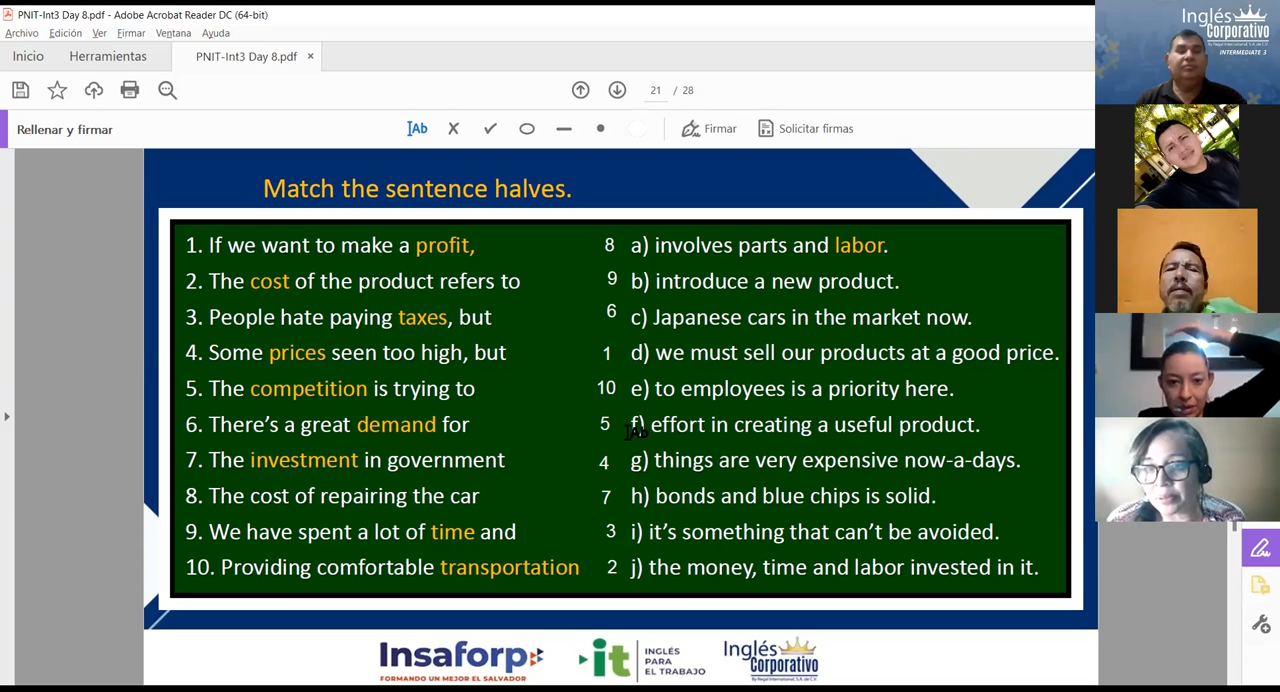 PNIT-Int3 Day 8.pdf - Adobe Acrobat Reader DC (64-bit)
Archivo Edición Ver Firmar Ventana Ayuda
Inicio Herramientas PNIT-Int3 Day 8.pdf ×
21 / 28
Rellenar y firmar
IAb
Firmar
Solicitar firmas
Match the sentence halves.
1. If we want to make a profit,
2. The cost of the product refers to
3. People hate paying taxes, but
4. Some prices seen too high, but
5. The competition is trying to
6. There's a great demand for
7. The investment in government
8. The cost of repairing the car
9. We have spent a lot of time and
10. Providing comfortable transportation
8 a) involves parts and labor.
9 b) introduce a new product.
6 c) Japanese cars in the market now.
1 d) we must sell our products at a good price.
10 e) to employees is a priority here.
5 f) effort in creating a useful product.
4 g) things are very expensive now-a-days.
7 h) bonds and blue chips is solid.
3 i) it's something that can't be avoided.
2 j) the money, time and labor invested in it.
Insaforp
FORMANDO UN MEJOR EL SALVADOR
it
INGLÉS
PARA
EL TRABAJO
Inglés
Corporativo
By Regal International, S.A. de C.V.
Inglés
Corporativo
By Regal International, S.A. de C.V.
INTERMEDIATE 3